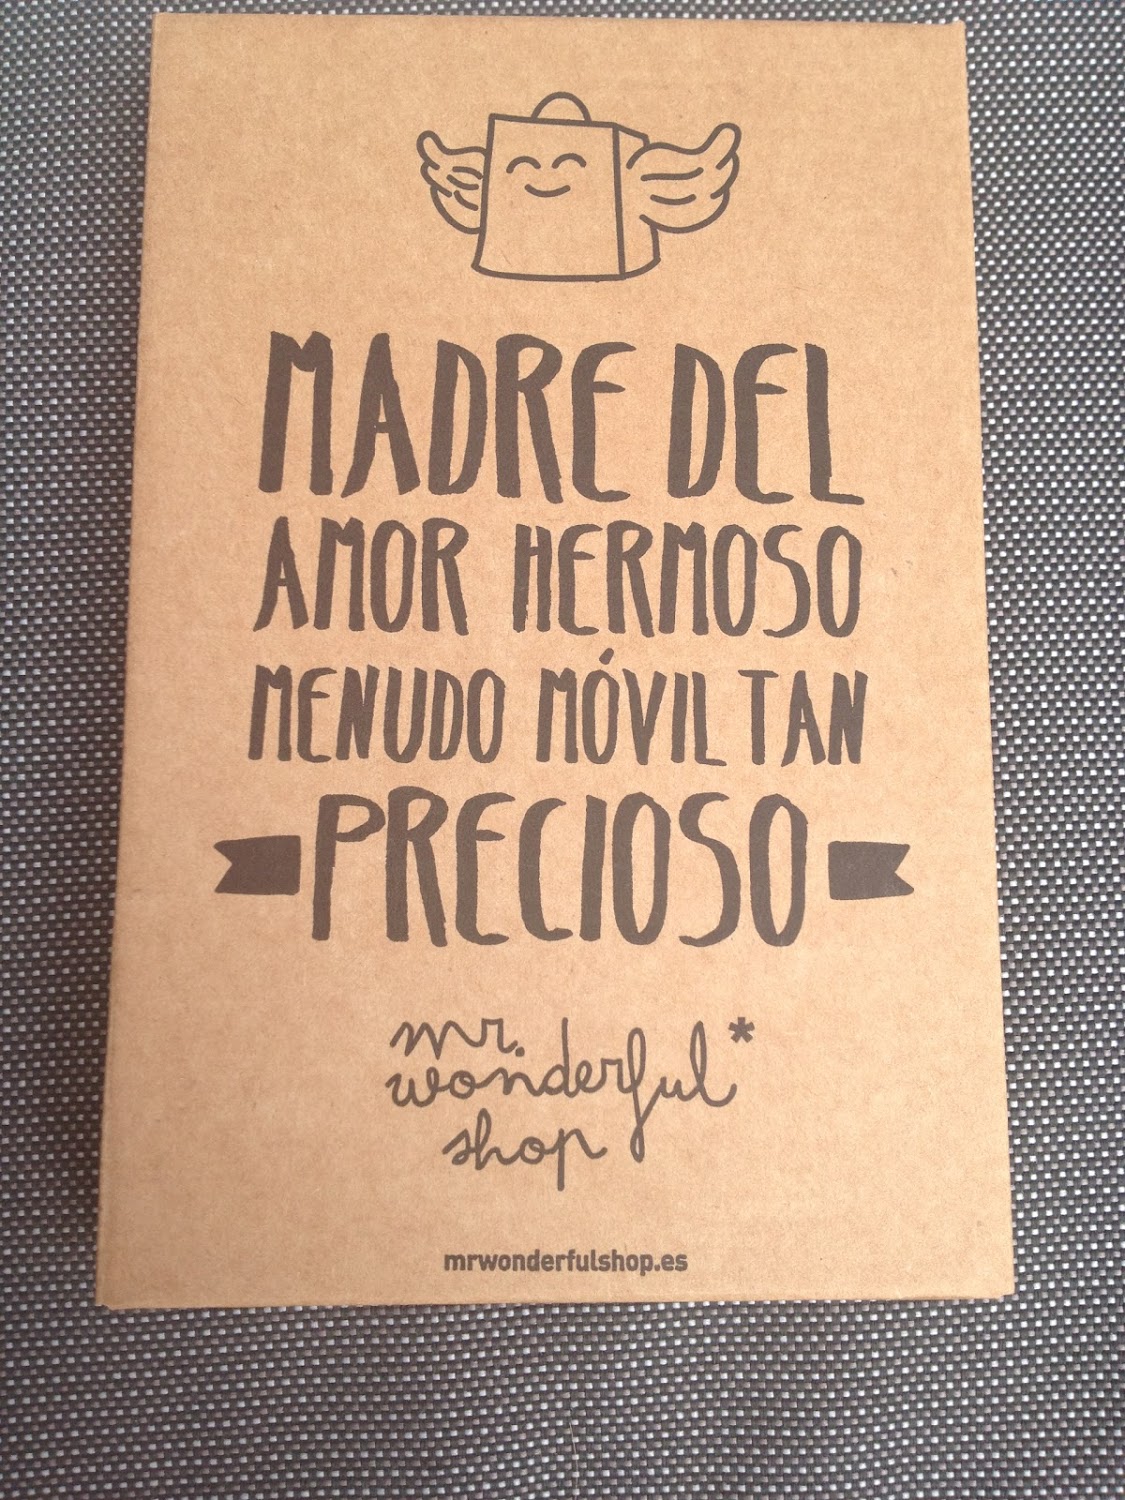 MADRE DEL
AMOR HERMOSO
MENUDO MÓVIL TAN
PRECIOSO
mr.
wonderful*
shop
mrwonderfulshop.es